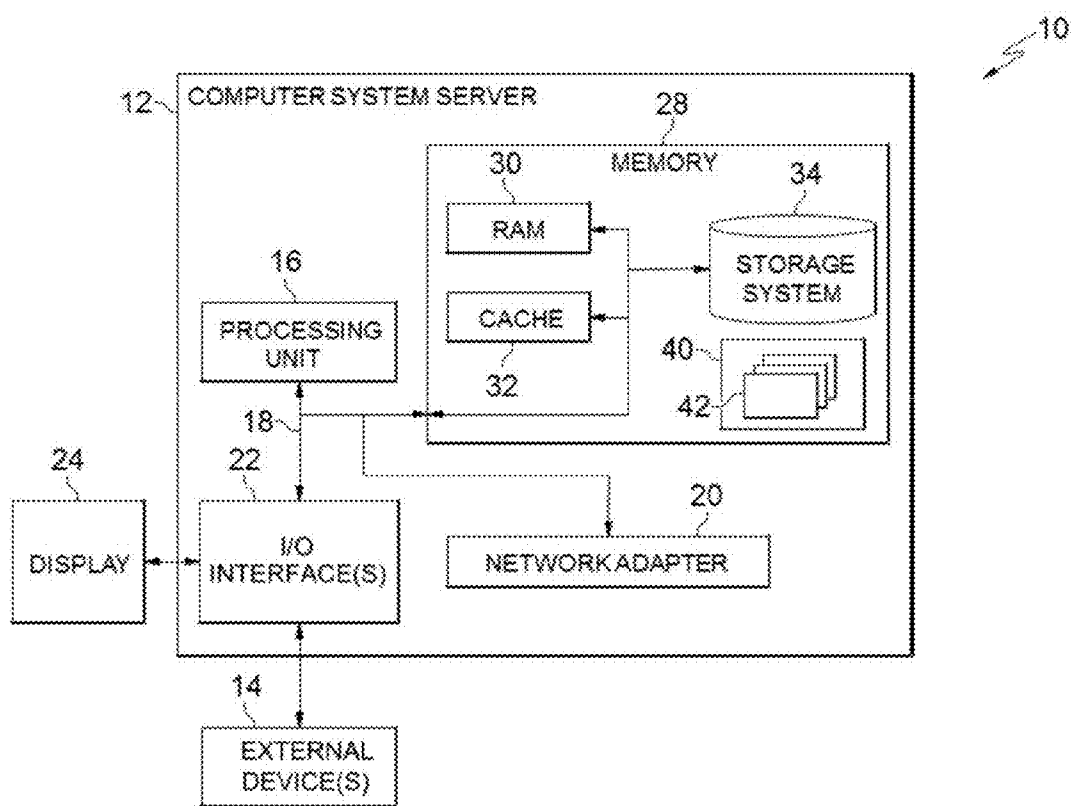 10
12
COMPUTER SYSTEM SERVER
28
MEMORY
30
RAM
34
STORAGE
SYSTEM
16
PROCESSING
UNIT
CACHE
32
40
42
18
24
22
20
DISPLAY
I/O
INTERFACE(S)
NETWORK ADAPTER
14
EXTERNAL
DEVICE(S)